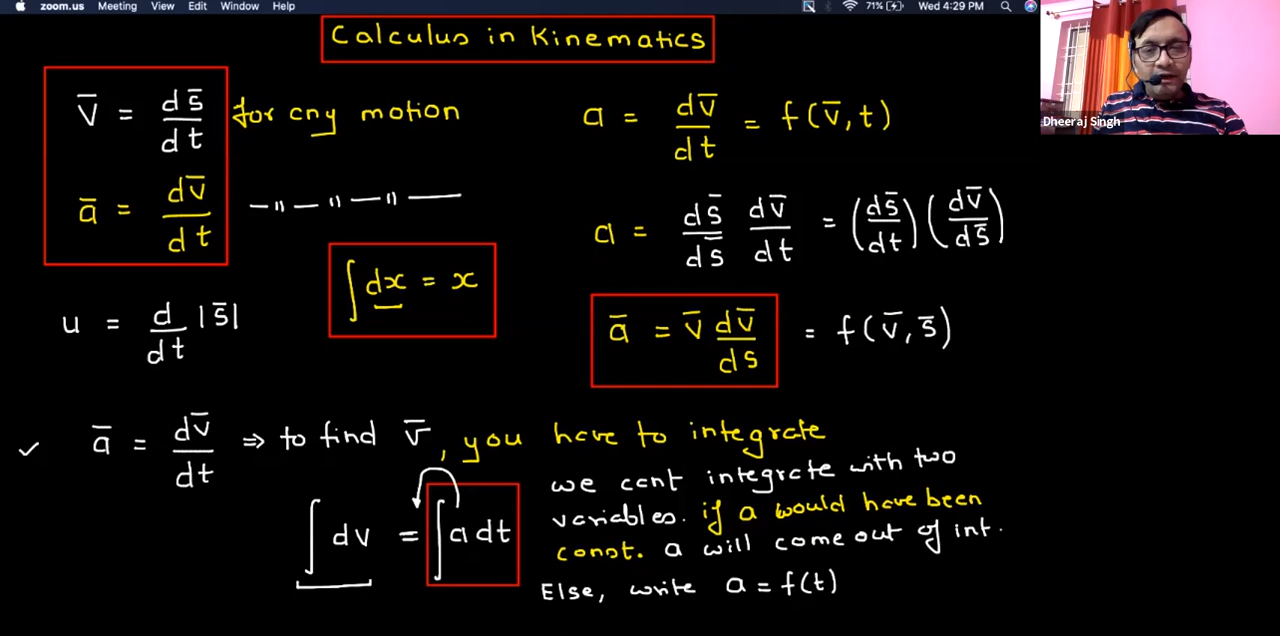 zoom.us Meeting View Edit Window Help 71% Wed 4:29 PM
Calculus in Kinematics
Dheeraj Singh
V̄ = ds̄/dt for any motion
ā = dv̄/dt —〃—〃—〃—
a = dv̄/dt = f(v̄, t)
a = ds̄/ds̄ dv̄/dt = (ds̄/dt)(dv̄/ds̄)
∫dx = x
u = d/dt |s̄|
ā = v̄ dv̄/ds = f(v̄, s̄)
✓ ā = dv̄/dt ⇒ to find v̄, you have to integrate
∫dv = ∫a dt
we cant integrate with two
variables. if a would have been
const. a will come out of int.
Else, write a = f(t)